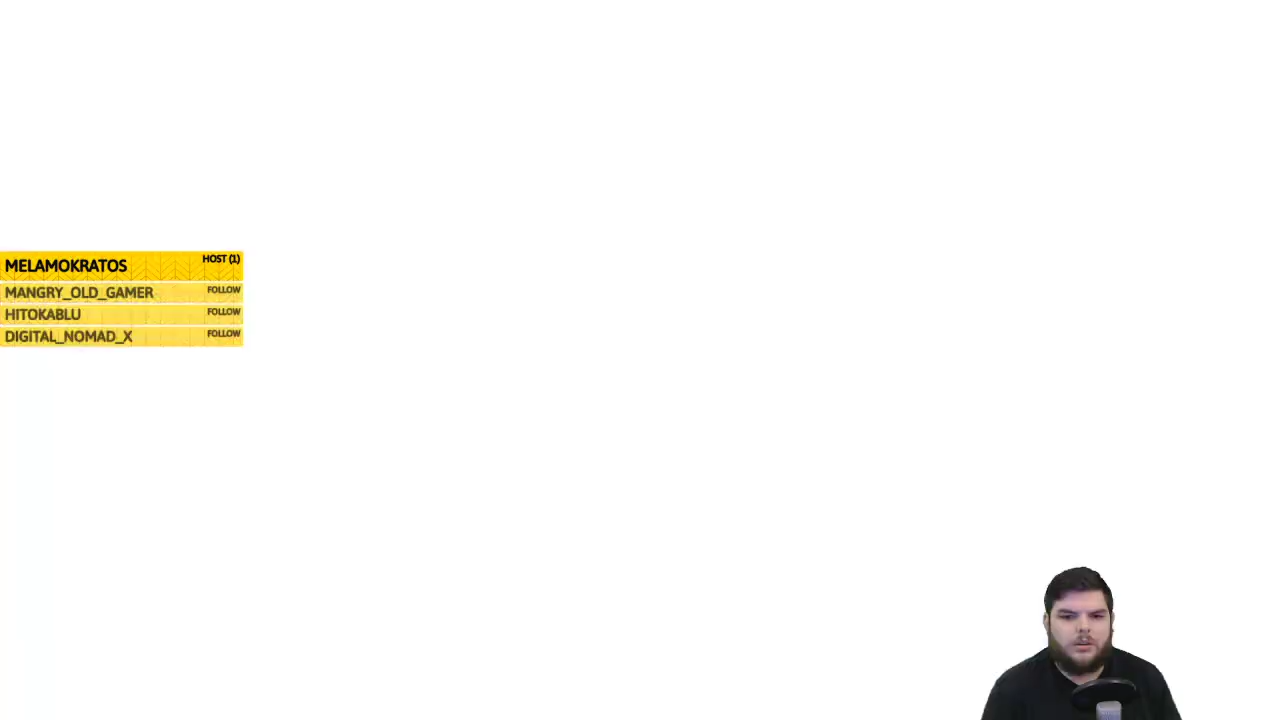 MELAMOKRATOS HOST (1)
MANGRY_OLD_GAMER FOLLOW
HITOKABLU FOLLOW
DIGITAL_NOMAD_X FOLLOW